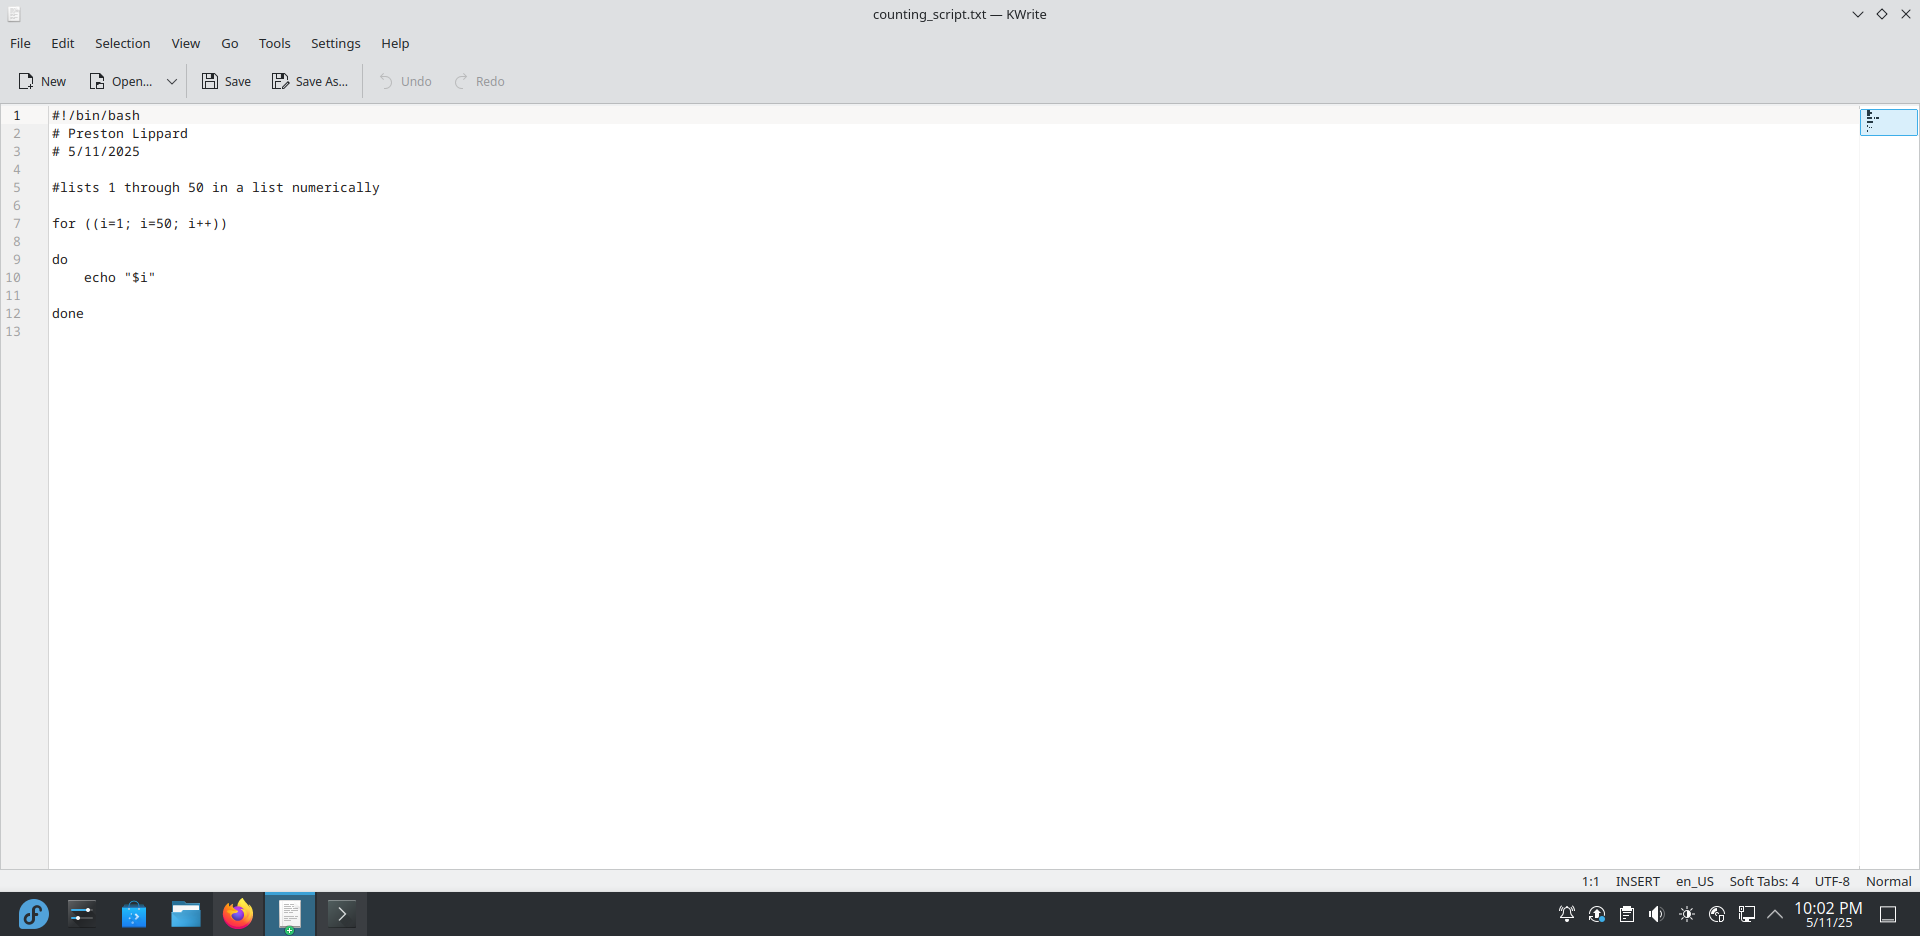 counting_script.txt — KWrite
File Edit Selection View Go Tools Settings Help
New Open... Save Save As... Undo Redo
1 #!/bin/bash
2 # Preston Lippard
3 # 5/11/2025
4
5 #lists 1 through 50 in a list numerically
6
7 for ((i=1; i=50; i++))
8
9 do
10     echo "$i"
11
12 done
13
1:1 INSERT en_US Soft Tabs: 4 UTF-8 Normal
10:02 PM
5/11/25